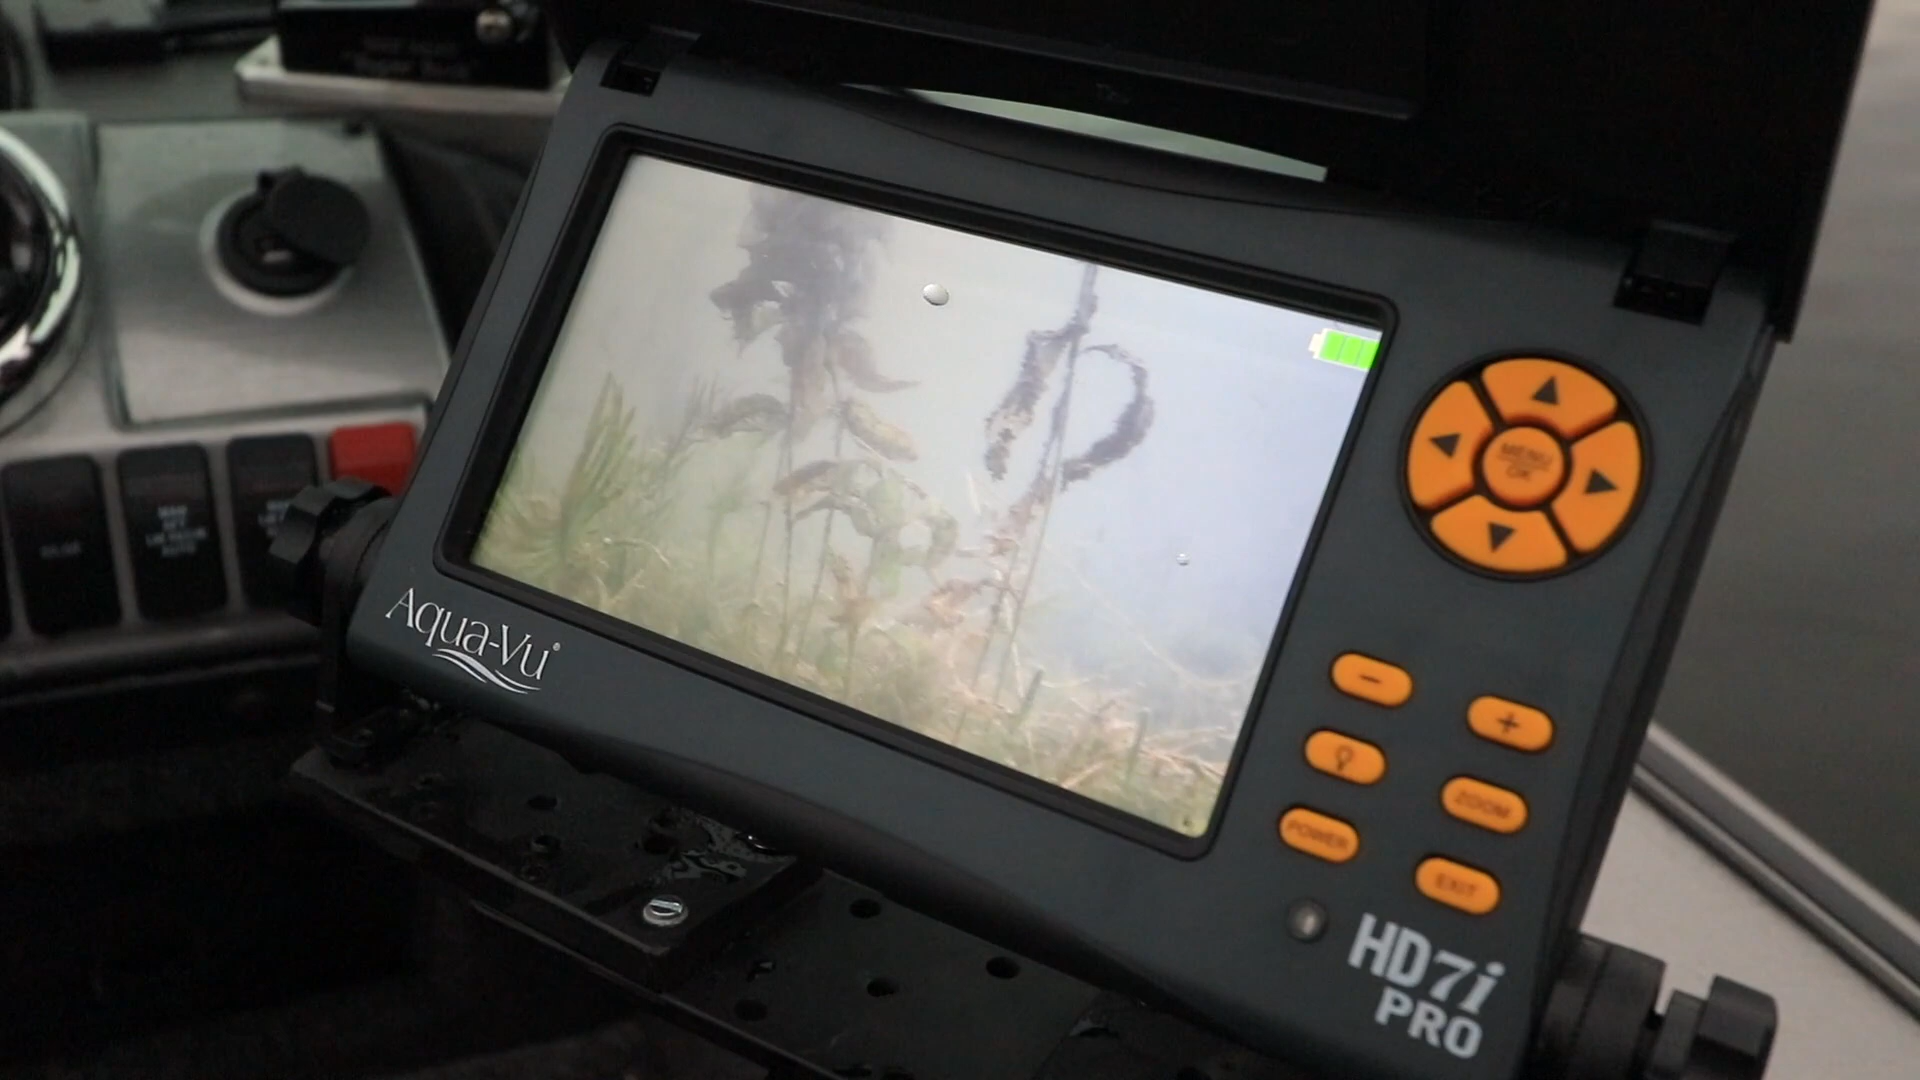 Aqua-Vu®
MENU
OK
−
+
ZOOM
POWER
EXIT
HD7i
PRO